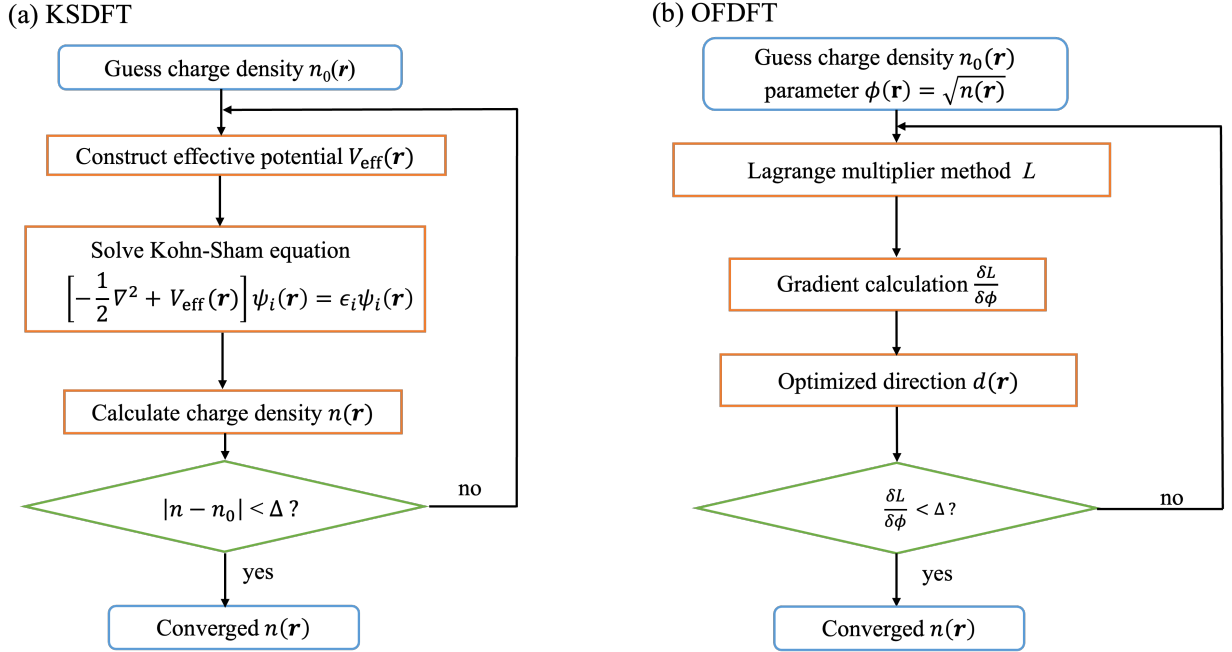 (a) KSDFT
Guess charge density n₀(r)
Construct effective potential V_eff(r)
Solve Kohn-Sham equation
[-1/2 ∇² + V_eff(r)] ψᵢ(r) = ϵᵢψᵢ(r)
Calculate charge density n(r)
|n − n₀| < Δ ?
no
yes
Converged n(r)
(b) OFDFT
Guess charge density n₀(r)
parameter ϕ(r) = √n(r)
Lagrange multiplier method L
Gradient calculation δL/δϕ
Optimized direction d(r)
δL/δϕ < Δ ?
no
yes
Converged n(r)